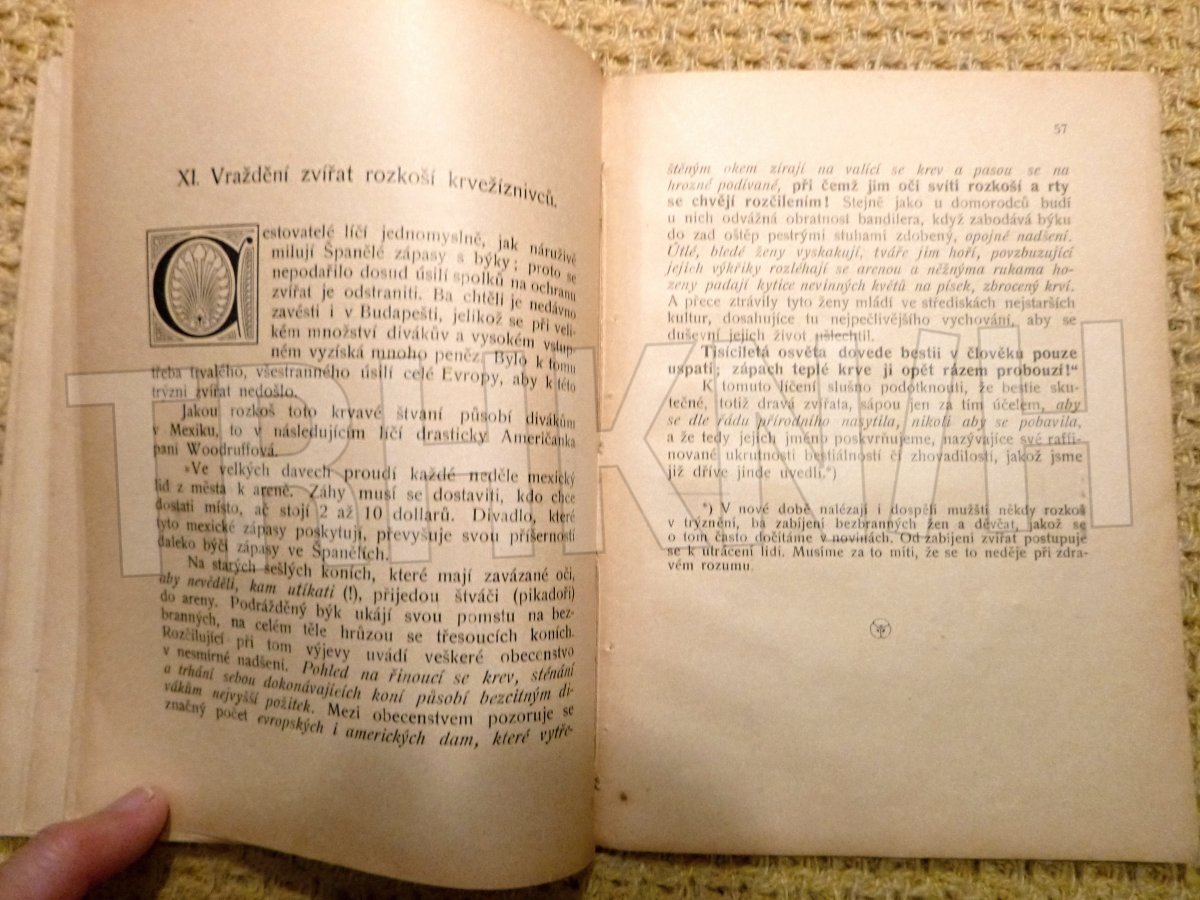 XI. Vraždění zvířat rozkoší krvežíznivců.
Cestovatelé líčí jednomyslně, jak náruživě
milují Španělé zápasy s býky; proto se
nepodařilo dosud úsilí spolků na ochranu
zvířat je odstraniti. Ba chtěli je nedávno
zavésti i v Budapešti, jelikož se při veli-
kém množství divákův a vysokém vstup-
ném vyzíská mnoho peněz. Bylo k tomu
třeba trvalého, všestranného úsilí celé Evropy, aby k této
trýzni zvířat nedošlo.
Jakou rozkoš toto krvavé štvaní působí divákům
v Mexiku, to v následujícím líčí drasticky Američanka
paní Woodruffová.
»Ve velkých davech proudí každé neděle mexický
lid z města k areně. Záhy musí se dostaviti, kdo chce
dostati místo, ač stojí 2 až 10 dollarů. Divadlo, které
tyto mexické zápasy poskytují, převyšuje svou příšerností
daleko býčí zápasy ve Španělích.
Na starých sešlých koních, které mají zavázané oči,
aby nevěděli, kam utíkati (!), přijedou štváči (pikadoři)
do areny. Podrážděný býk ukájí svou pomstu na bez-
branných, na celém těle hrůzou se třesoucích koních.
Rozčilující při tom výjevy uvádí veškeré obecenstvo
v nesmírné nadšení. Pohled na řinoucí se krev, sténání
a trhání sebou dokonávajících koní působí bezcitným di-
vákům nejvyšší požitek. Mezi obecenstvem pozoruje se
značný počet evropských i amerických dam, které vytře-
57
štěným okem zírají na valící se krev a pasou se na
hrozné podívané, při čemž jim oči svítí rozkoší a rty
se chvějí rozčilením! Stejně jako u domorodců budí
u nich odvážná obratnost bandilera, když zabodává býku
do zad oštěp pestrými stuhami zdobený, opojné nadšení.
Útlé, bledé ženy vyskakují, tváře jim hoří, povzbuzující
jejich výkřiky rozléhají se arenou a něžnýma rukama ho-
zeny padají kytice nevinných květů na písek, zbrocený krví.
A přece ztrávily tyto ženy mládí ve střediskách nejstarších
kultur, dosahujíce tu nejpečlivějšího vychování, aby se
duševní jejich život ušlechtil.
Tisíciletá osvěta dovede bestii v člověku pouze
uspati; zápach teplé krve ji opět rázem probouzí!“
K tomuto líčení slušno podotknouti, že bestie sku-
tečné, totiž dravá zvířata, sápou jen za tím účelem, aby
se dle řádu přírodního nasytila, nikoli aby se pobavila,
a že tedy jejich jméno poskvrňujeme, nazývajíce své raffi-
nované ukrutnosti bestiálností či zhovadilostí, jakož jsme
již dříve jinde uvedli.*)
*) V nové době nalézají i dospělí mužští někdy rozkoš
v trýznění, ba zabíjení bezbranných žen a děvčat, jakož se
o tom často dočítáme v novinách. Od zabíjení zvířat postupuje
se k utrácení lidí. Musíme za to míti, že se to neděje při zdra-
vém rozumu.
TRHKNIH